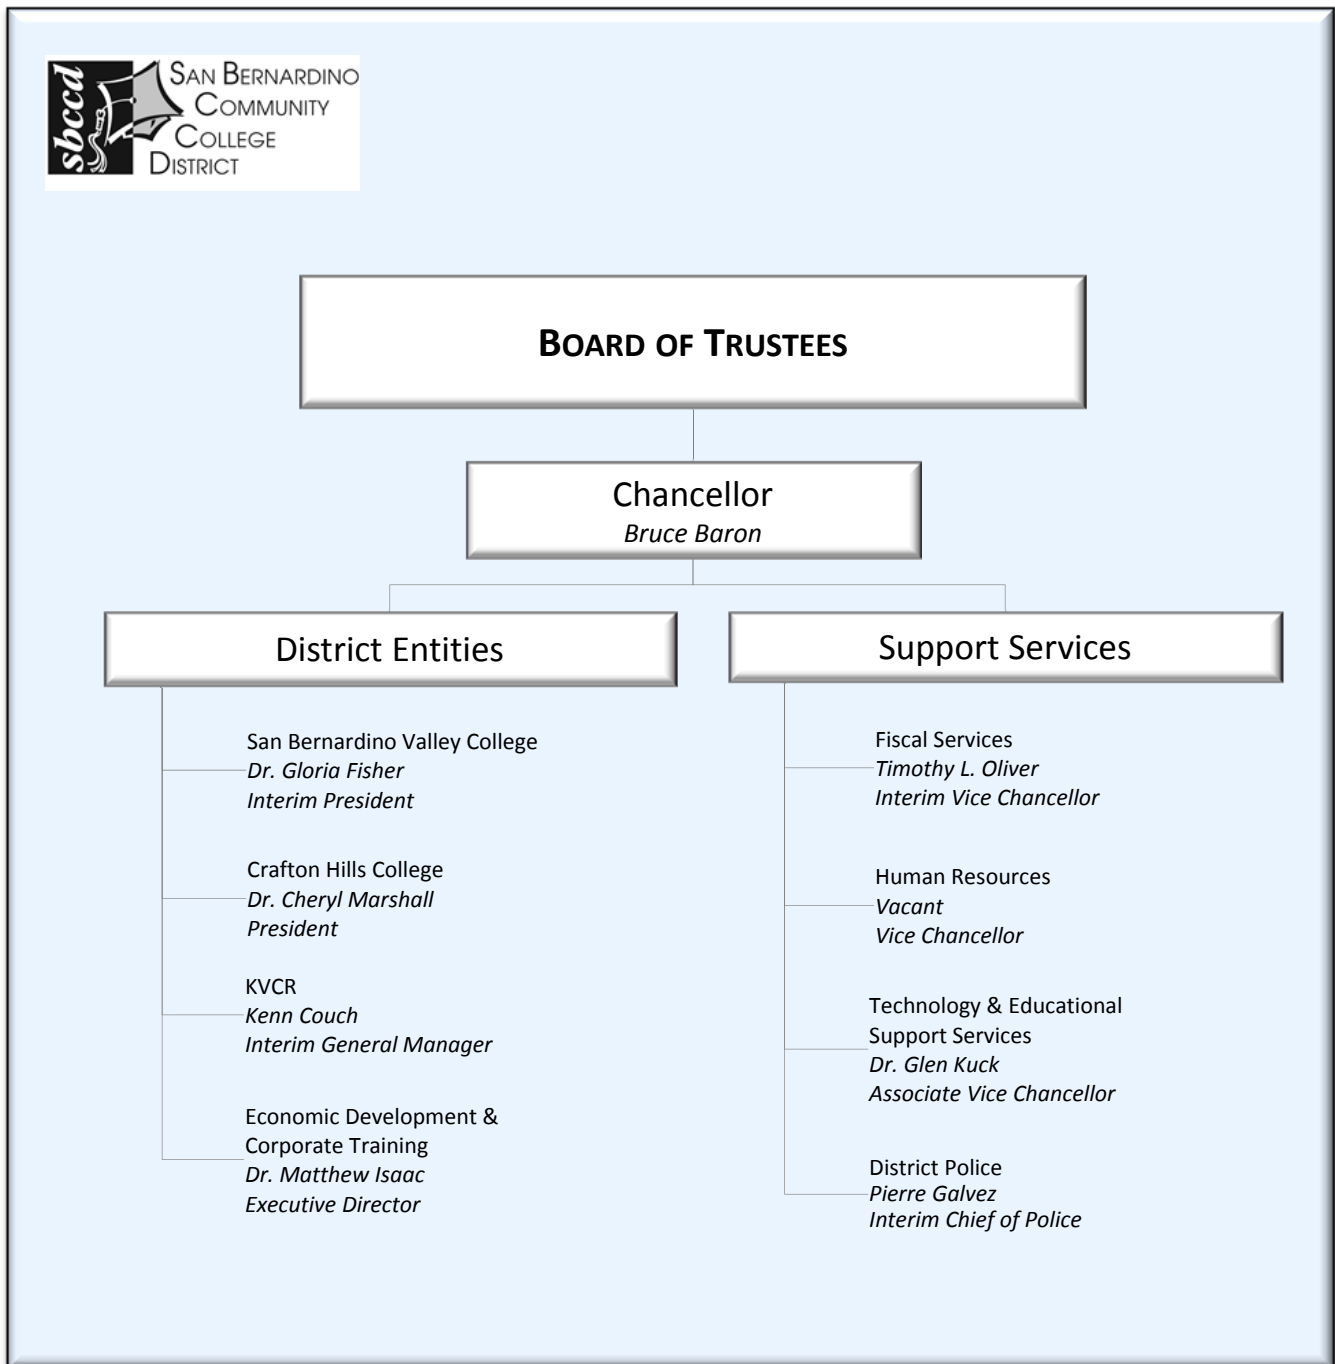 sbccd
SAN BERNARDINO
COMMUNITY
COLLEGE
DISTRICT
BOARD OF TRUSTEES
Chancellor
Bruce Baron
District Entities
San Bernardino Valley College
Dr. Gloria Fisher
Interim President
Crafton Hills College
Dr. Cheryl Marshall
President
KVCR
Kenn Couch
Interim General Manager
Economic Development &
Corporate Training
Dr. Matthew Isaac
Executive Director
Support Services
Fiscal Services
Timothy L. Oliver
Interim Vice Chancellor
Human Resources
Vacant
Vice Chancellor
Technology & Educational
Support Services
Dr. Glen Kuck
Associate Vice Chancellor
District Police
Pierre Galvez
Interim Chief of Police